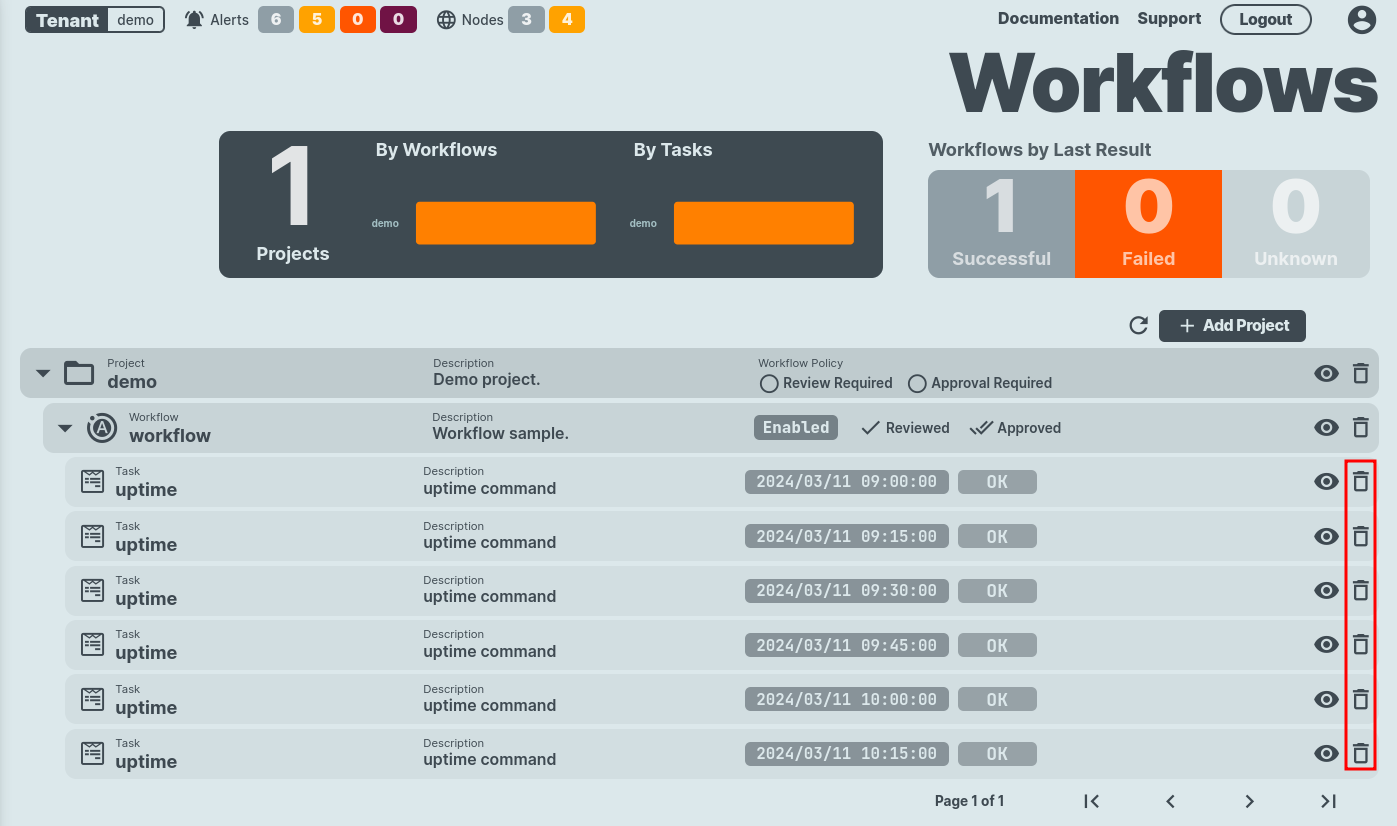 Tenant demo Alerts 6 5 0 0 Nodes 3 4 Documentation Support Logout
Workflows
1 Projects
By Workflows
demo
By Tasks
demo
Workflows by Last Result
1 0 0
Successful Failed Unknown
Add Project
Project Description Workflow Policy
demo Demo project. Review Required Approval Required
Workflow Description
workflow Workflow sample. Enabled Reviewed Approved
Task Description
uptime uptime command 2024/03/11 09:00:00 OK
Task Description
uptime uptime command 2024/03/11 09:15:00 OK
Task Description
uptime uptime command 2024/03/11 09:30:00 OK
Task Description
uptime uptime command 2024/03/11 09:45:00 OK
Task Description
uptime uptime command 2024/03/11 10:00:00 OK
Task Description
uptime uptime command 2024/03/11 10:15:00 OK
Page 1 of 1